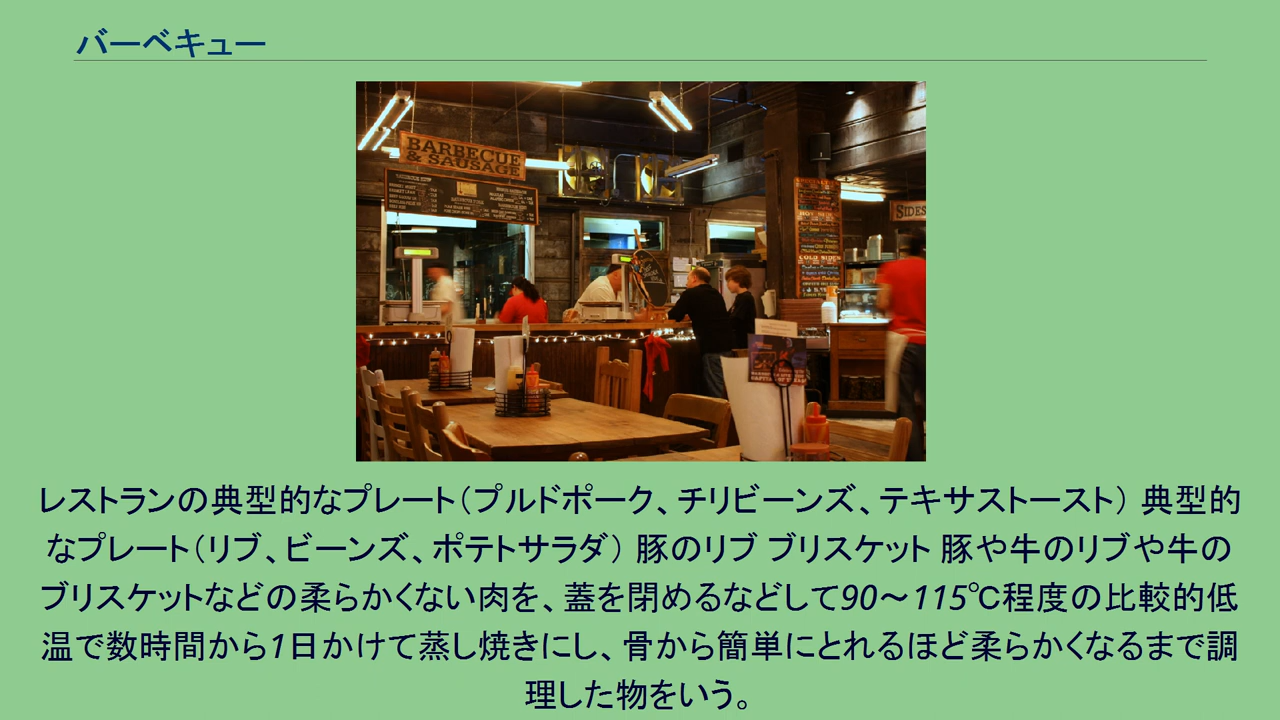 バーベキュー
BARBECUE
& SAUSAGE
SIDES
COLD SIDES
レストランの典型的なプレート（プルドポーク、チリビーンズ、テキサストースト） 典型的
なプレート（リブ、ビーンズ、ポテトサラダ） 豚のリブ ブリスケット 豚や牛のリブや牛の
ブリスケットなどの柔らかくない肉を、蓋を閉めるなどして90～115℃程度の比較的低
温で数時間から1日かけて蒸し焼きにし、骨から簡単にとれるほど柔らかくなるまで調
理した物をいう。